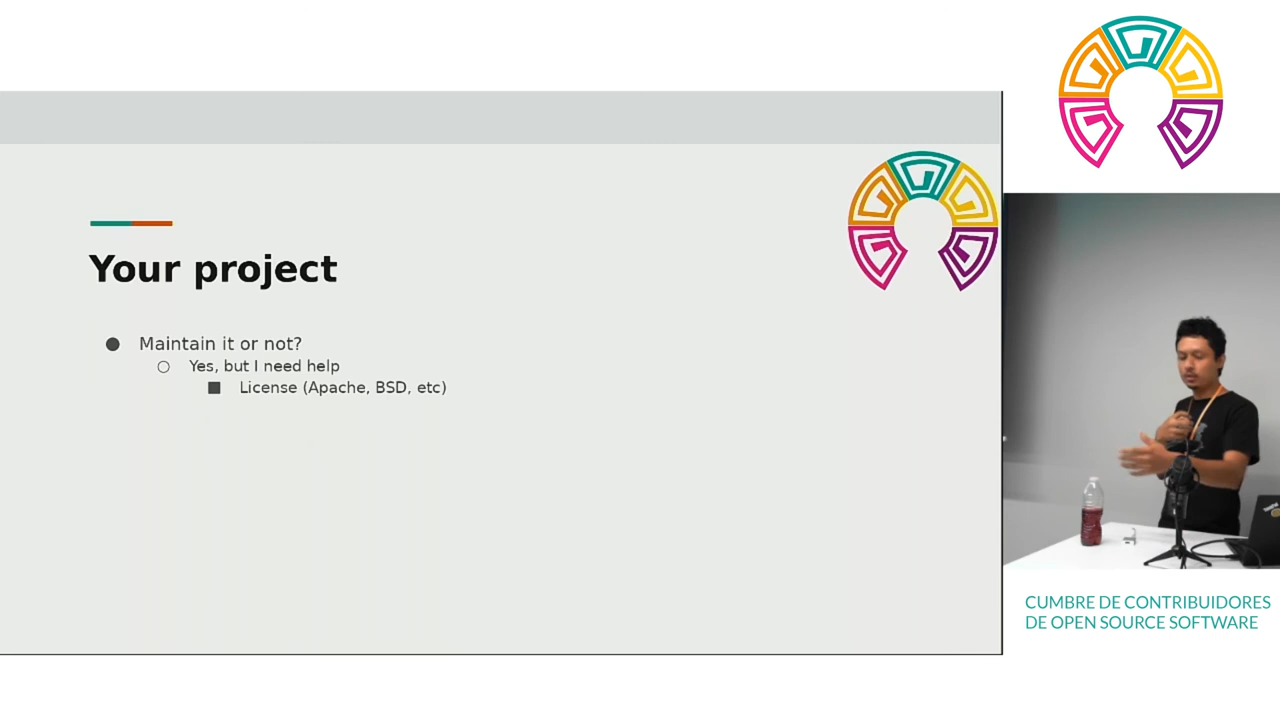 Your project
Maintain it or not?
Yes, but I need help
License (Apache, BSD, etc)
CUMBRE DE CONTRIBUIDORES
DE OPEN SOURCE SOFTWARE